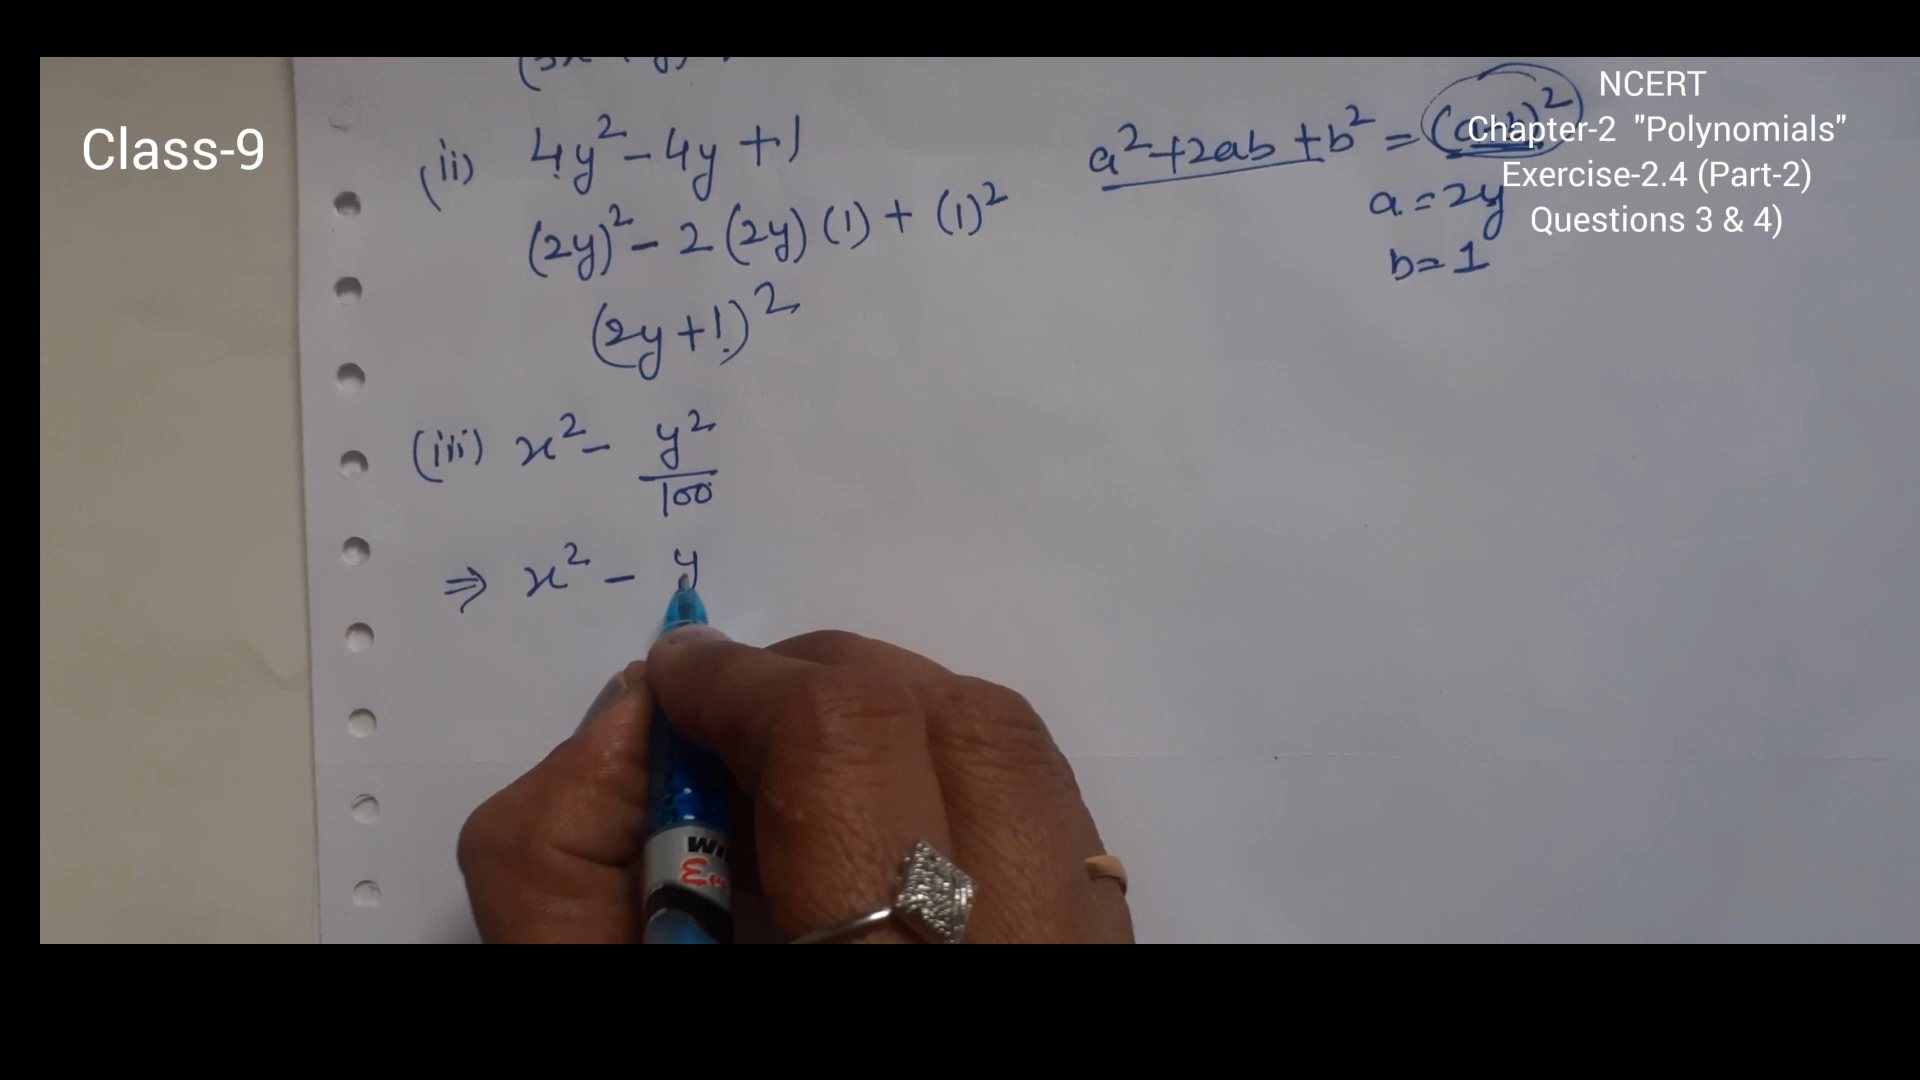 Class-9
NCERT
Chapter-2 "Polynomials"
Exercise-2.4 (Part-2)
Questions 3 & 4)
(ii) 4y² - 4y + 1
a² + 2ab + b² = (a+b)²
(2y)² - 2 (2y) (1) + (1)²
a = 2y
b = 1
(2y + 1)²
(iii) x² - y²/100
⇒ x² - y